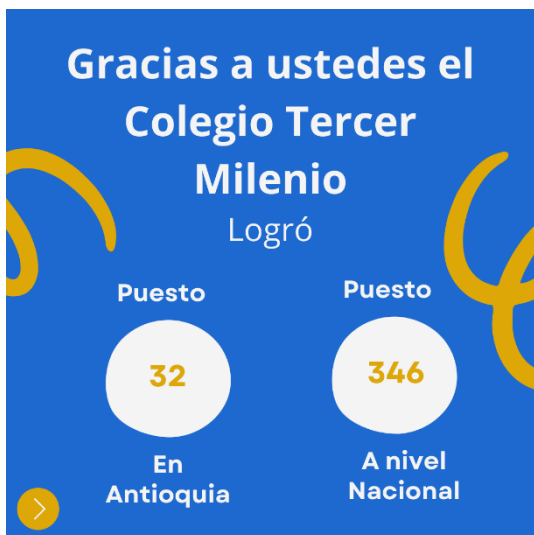 Gracias a ustedes el
Colegio Tercer
Milenio
Logró
Puesto
32
En
Antioquia
Puesto
346
A nivel
Nacional